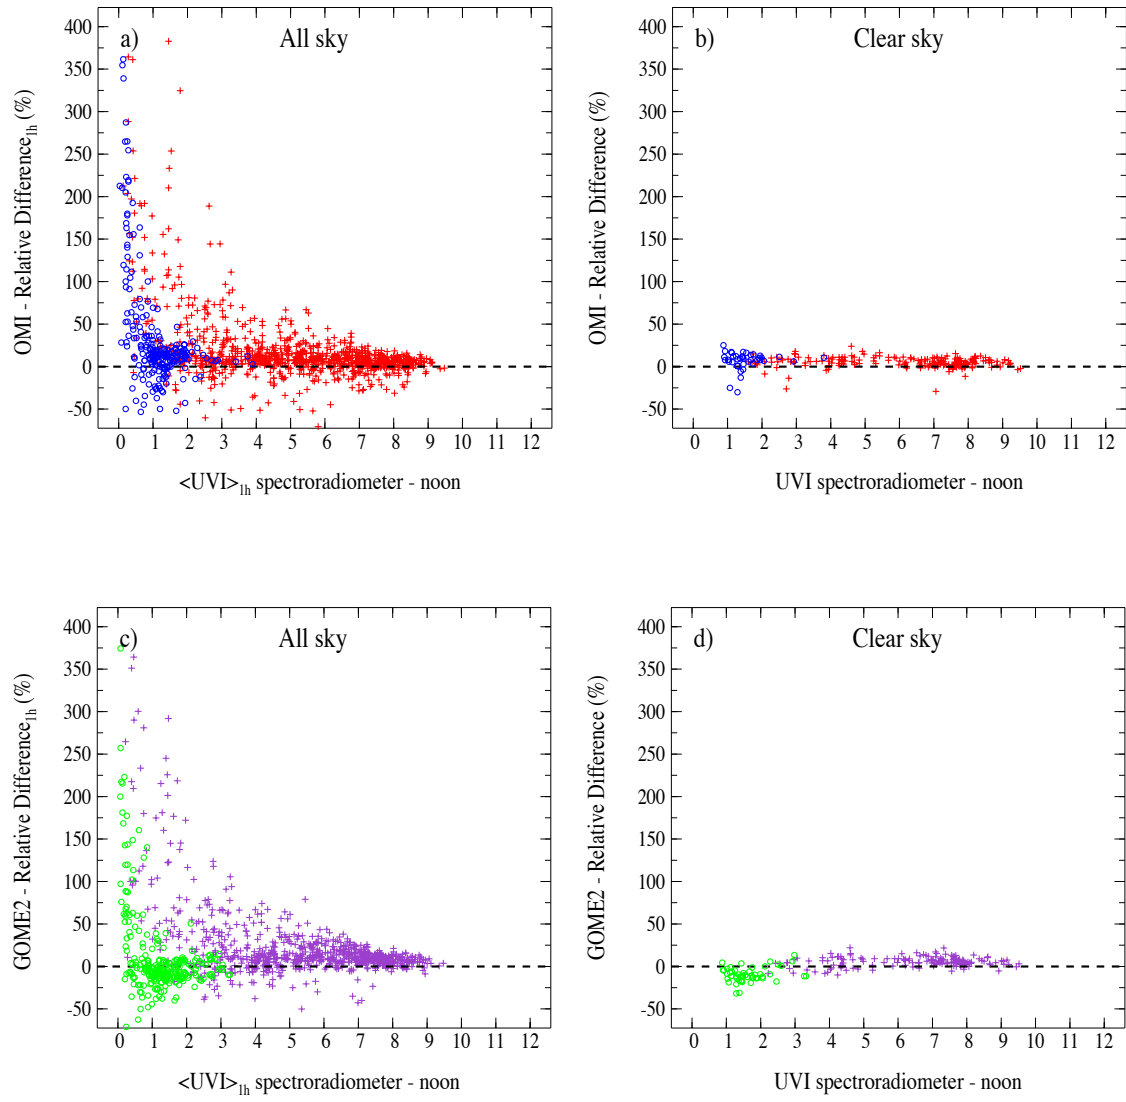 a) All sky
OMI - Relative Difference1h (%)
400
350
300
250
200
150
100
50
0
-50
0 1 2 3 4 5 6 7 8 9 10 11 12
<UVI>1h spectroradiometer - noon
b) Clear sky
OMI - Relative Difference (%)
400
350
300
250
200
150
100
50
0
-50
0 1 2 3 4 5 6 7 8 9 10 11 12
UVI spectroradiometer - noon
c) All sky
GOME2 - Relative Difference1h (%)
400
350
300
250
200
150
100
50
0
-50
0 1 2 3 4 5 6 7 8 9 10 11 12
<UVI>1h spectroradiometer - noon
d) Clear sky
GOME2 - Relative Difference (%)
400
350
300
250
200
150
100
50
0
-50
0 1 2 3 4 5 6 7 8 9 10 11 12
UVI spectroradiometer - noon